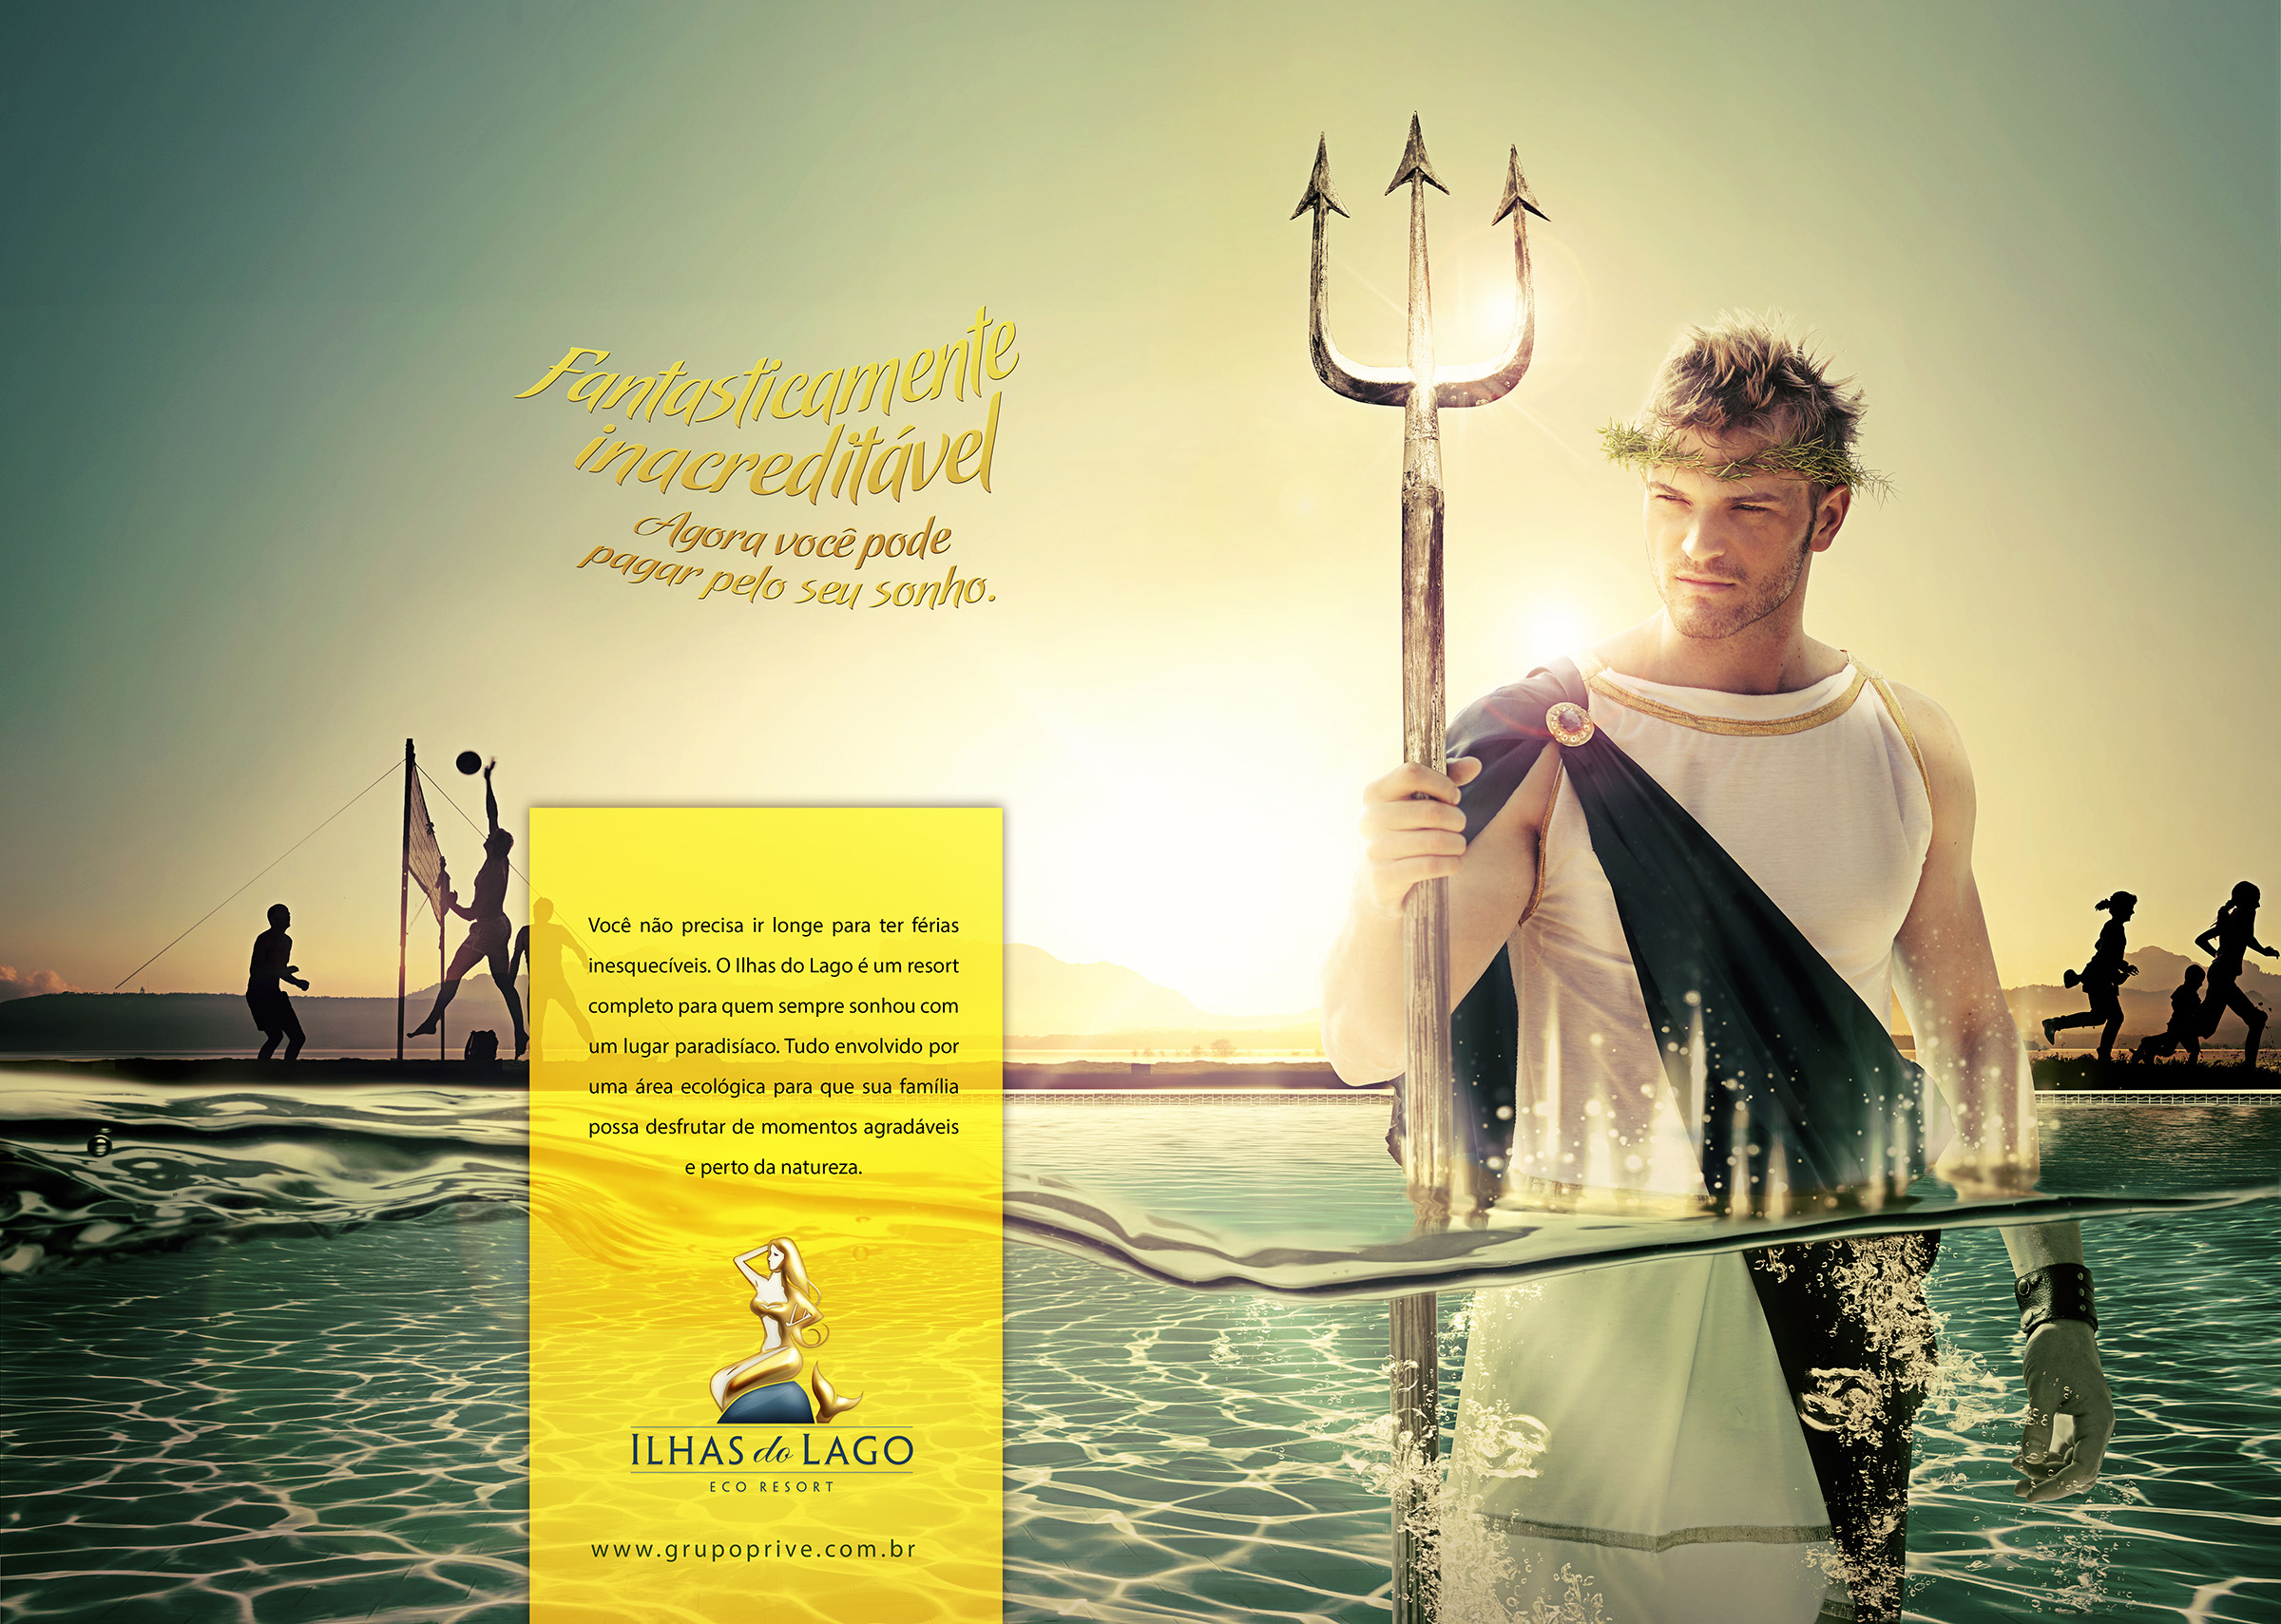 Fantasticamente
inacreditável
Agora você pode
pagar pelo seu sonho.
Você não precisa ir longe para ter férias
inesquecíveis. O Ilhas do Lago é um resort
completo para quem sempre sonhou com
um lugar paradisíaco. Tudo envolvido por
uma área ecológica para que sua família
possa desfrutar de momentos agradáveis
e perto da natureza.
ILHAS do LAGO
ECO RESORT
www.grupoprive.com.br